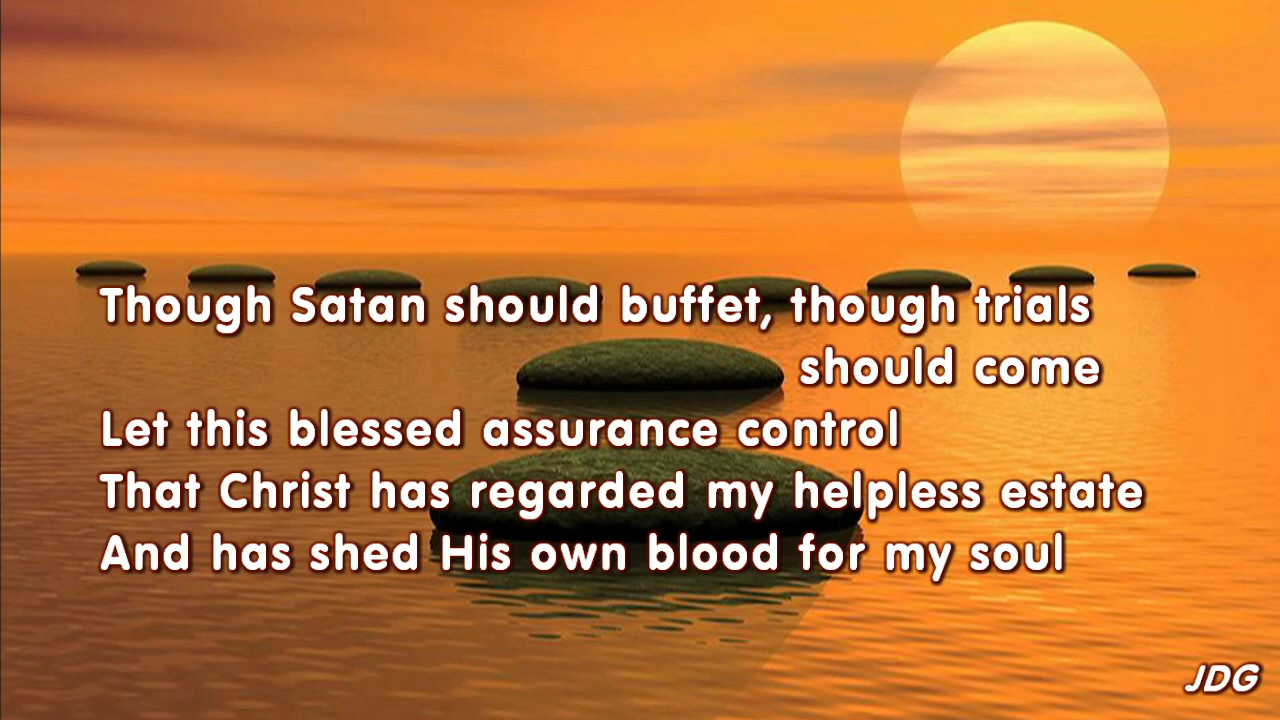 Though Satan should buffet, though trials
should come
Let this blessed assurance control
That Christ has regarded my helpless estate
And has shed His own blood for my soul
JDG